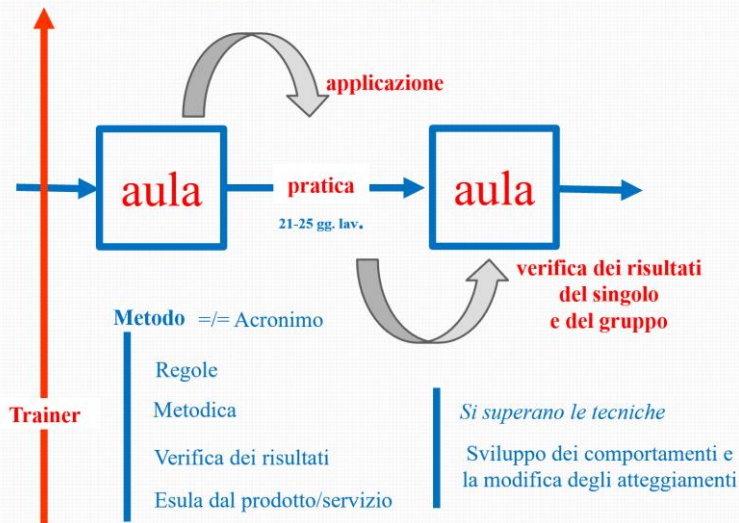 applicazione
aula
pratica
aula
21-25 gg. lav.
verifica dei risultati
del singolo
e del gruppo
Metodo =/= Acronimo
Regole
Trainer
Metodica
Verifica dei risultati
Esula dal prodotto/servizio
Si superano le tecniche
Sviluppo dei comportamenti e
la modifica degli atteggiamenti